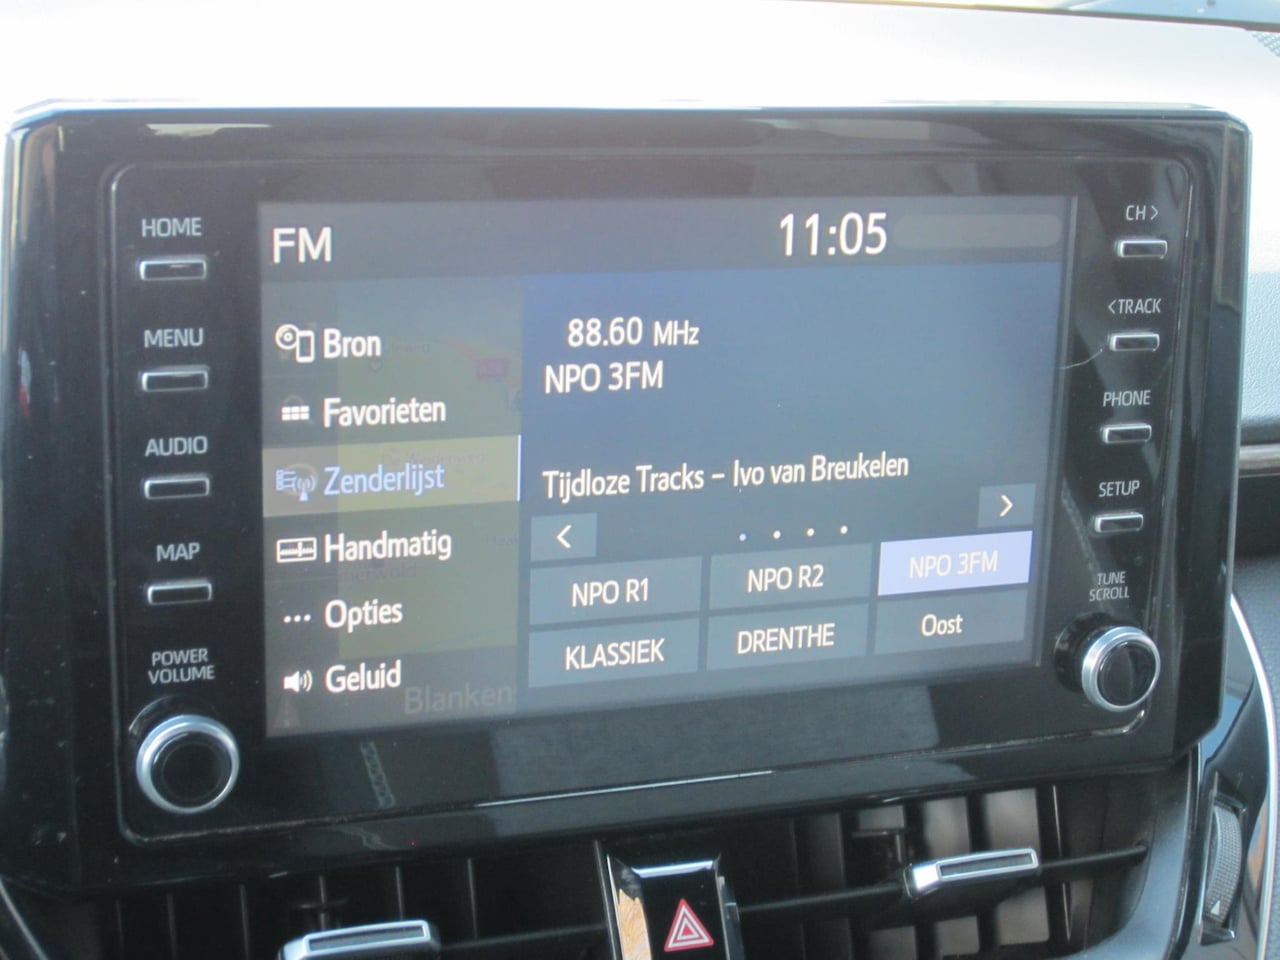 HOME
MENU
AUDIO
MAP
POWER
VOLUME
FM
11:05
Bron
Favorieten
Zenderlijst
Handmatig
Opties
Geluid
Blanken
88.60 MHz
NPO 3FM
Tijdloze Tracks – Ivo van Breukelen
<
>
NPO R1
NPO R2
NPO 3FM
KLASSIEK
DRENTHE
Oost
CH >
< TRACK
PHONE
SETUP
TUNE
SCROLL